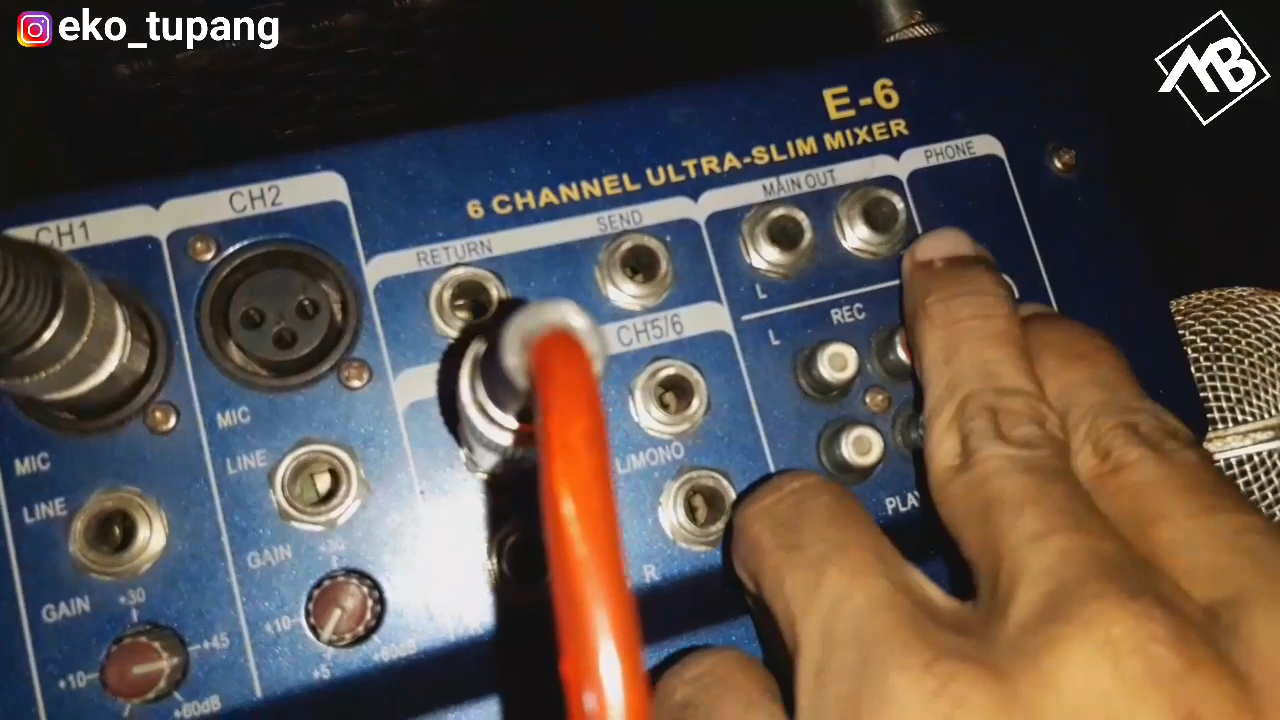 eko_tupang
MB
E-6
6 CHANNEL ULTRA-SLIM MIXER
CH1
CH2
RETURN
SEND
MAIN OUT
PHONE
L
REC
L
CH5/6
MIC
MIC
LINE
LINE
L/MONO
R
GAIN
GAIN
+30
+10
+45
+60dB
+10
+5
+60dB